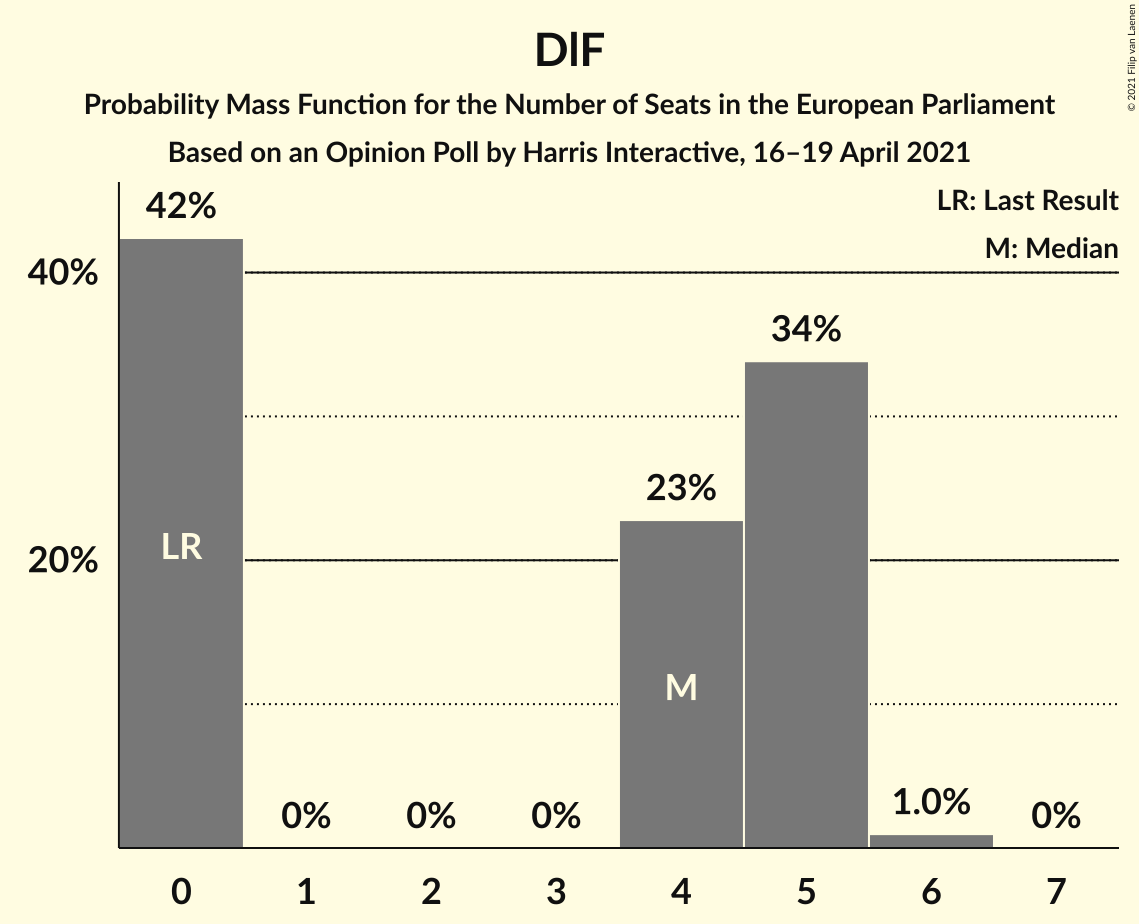 DlF
Probability Mass Function for the Number of Seats in the European Parliament
Based on an Opinion Poll by Harris Interactive, 16–19 April 2021
© 2021 Filip van Laenen
LR: Last Result
M: Median
42%
40%
34%
23%
20%
LR
M
0%
0%
0%
1.0%
0%
0
1
2
3
4
5
6
7